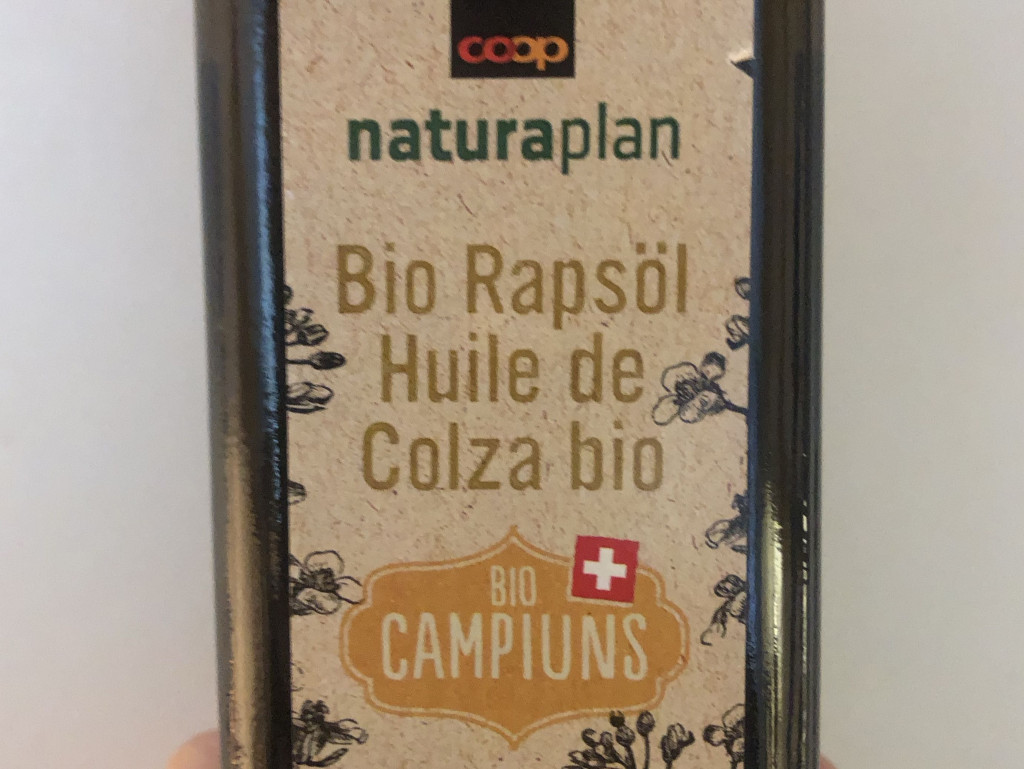 coop
naturaplan
Bio Rapsöl
Huile de
Colza bio
BIO
CAMPIUNS